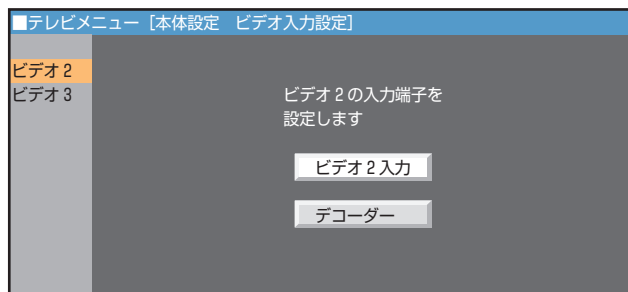 ■テレビメニュー［本体設定　ビデオ入力設定］
ビデオ２
ビデオ３
ビデオ２の入力端子を
設定します
ビデオ２入力
デコーダー